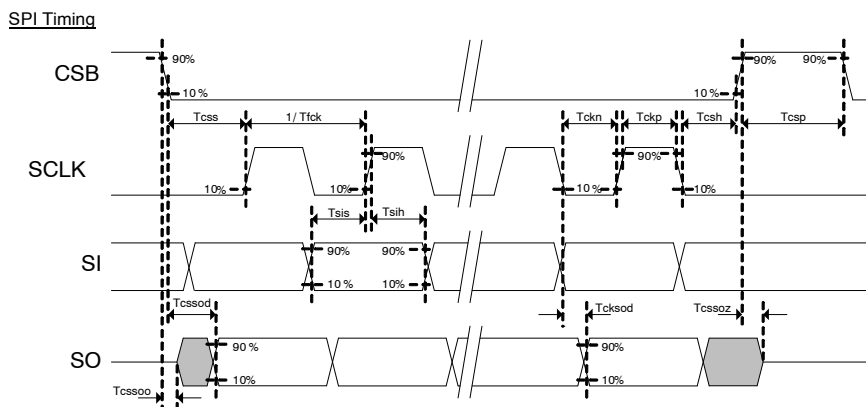 SPI Timing
CSB
90%
10 %
10 %
90%
90%
Tcss
1/ Tfck
Tckn
Tckp
Tcsh
Tcsp
SCLK
10%
10%
90%
10 %
90%
10%
Tsis
Tsih
SI
90%
10 %
90%
10%
Tcssod
Tcksod
Tcssoz
SO
90 %
10%
90%
10%
Tcssoo